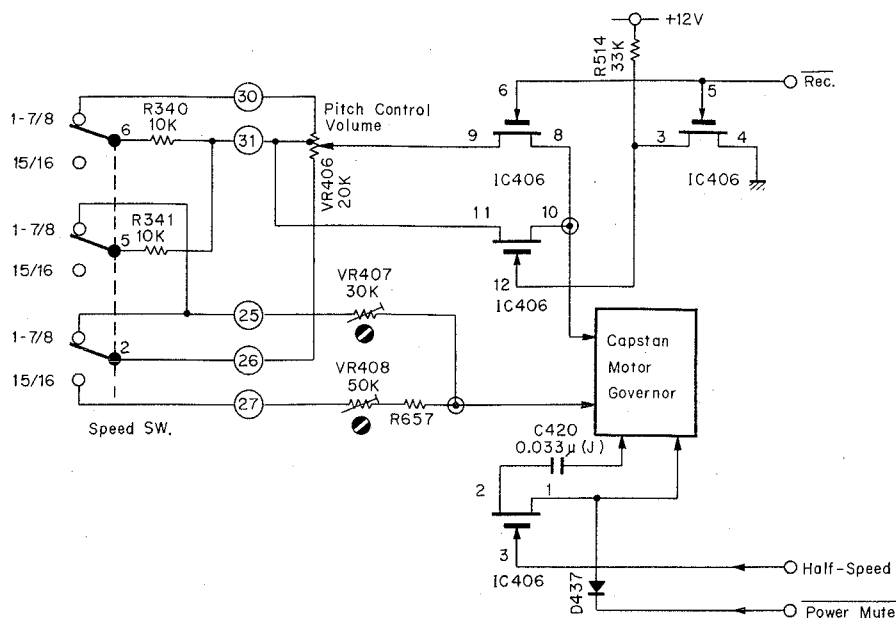 +12V
R514
33K
Rec.
30
R340
10K
1-7/8
6
31
15/16
Pitch Control
Volume
VR406
20K
6
9
8
IC406
5
3
4
IC406
R341
10K
1-7/8
5
15/16
11
10
12
IC406
VR407
30K
25
1-7/8
2
26
15/16
VR408
50K
27
R657
Speed SW.
Capstan
Motor
Governor
C420
0.033μ(J)
2
1
3
IC406
D437
Half-Speed
Power Mute